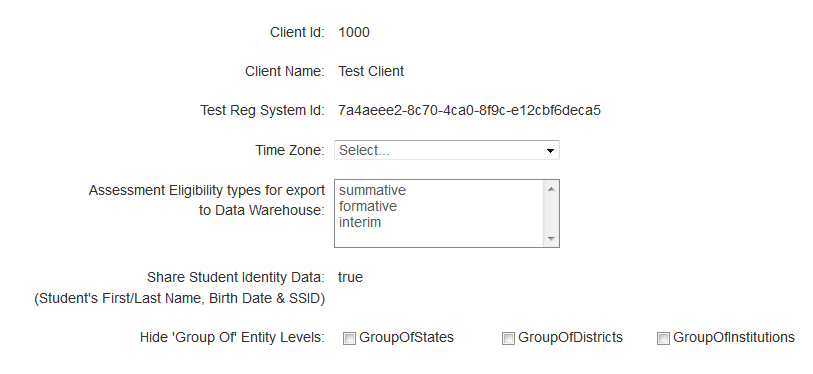 Client Id: 1000
Client Name: Test Client
Test Reg System Id: 7a4aeee2-8c70-4ca0-8f9c-e12cbf6deca5
Time Zone: Select...
Assessment Eligibility types for export
to Data Warehouse:
summative
formative
interim
Share Student Identity Data: true
(Student's First/Last Name, Birth Date & SSID)
Hide 'Group Of' Entity Levels: GroupOfStates GroupOfDistricts GroupOfInstitutions